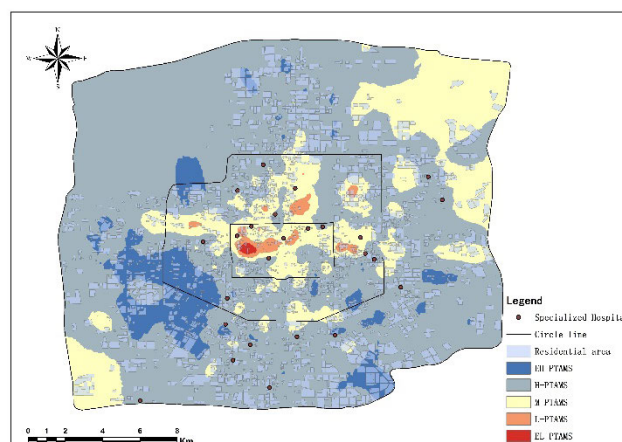 N
W E
S
Legend
Specialized Hospital
Circle line
Residential area
EH-PTAMS
H-PTAMS
M-PTAMS
L-PTAMS
EL-PTAMS
0 1 2 4 6 8
Km